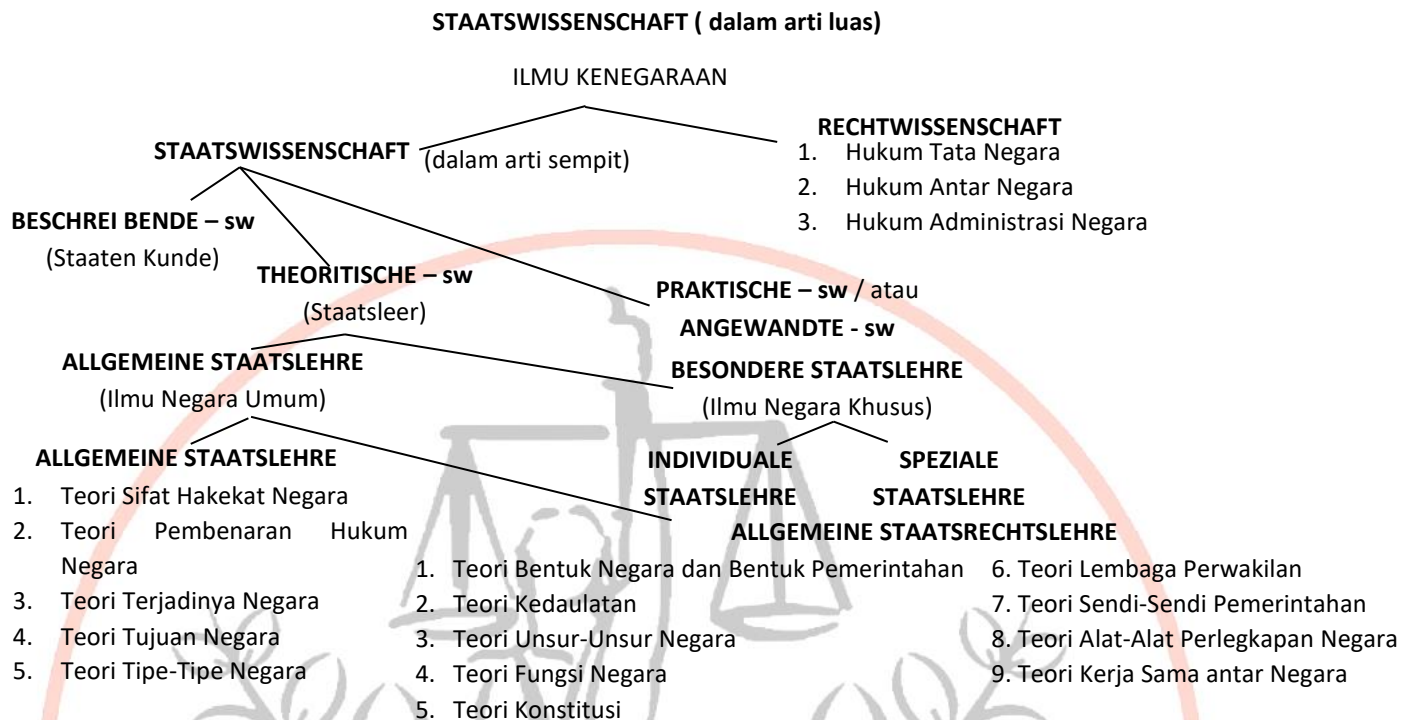 STAATSWISSENSCHAFT ( dalam arti luas)
ILMU KENEGARAAN
STAATSWISSENSCHAFT (dalam arti sempit)
RECHTWISSENSCHAFT
1. Hukum Tata Negara
2. Hukum Antar Negara
3. Hukum Administrasi Negara
BESCHREI BENDE – sw
(Staaten Kunde)
THEORITISCHE – sw
(Staatsleer)
PRAKTISCHE – sw / atau
ANGEWANDTE - sw
ALLGEMEINE STAATSLEHRE
(Ilmu Negara Umum)
BESONDERE STAATSLEHRE
(Ilmu Negara Khusus)
ALLGEMEINE STAATSLEHRE
1. Teori Sifat Hakekat Negara
2. Teori Pembenaran Hukum
Negara
3. Teori Terjadinya Negara
4. Teori Tujuan Negara
5. Teori Tipe-Tipe Negara
INDIVIDUALE
STAATSLEHRE
SPEZIALE
STAATSLEHRE
ALLGEMEINE STAATSRECHTSLEHRE
1. Teori Bentuk Negara dan Bentuk Pemerintahan
2. Teori Kedaulatan
3. Teori Unsur-Unsur Negara
4. Teori Fungsi Negara
5. Teori Konstitusi
6. Teori Lembaga Perwakilan
7. Teori Sendi-Sendi Pemerintahan
8. Teori Alat-Alat Perlegkapan Negara
9. Teori Kerja Sama antar Negara